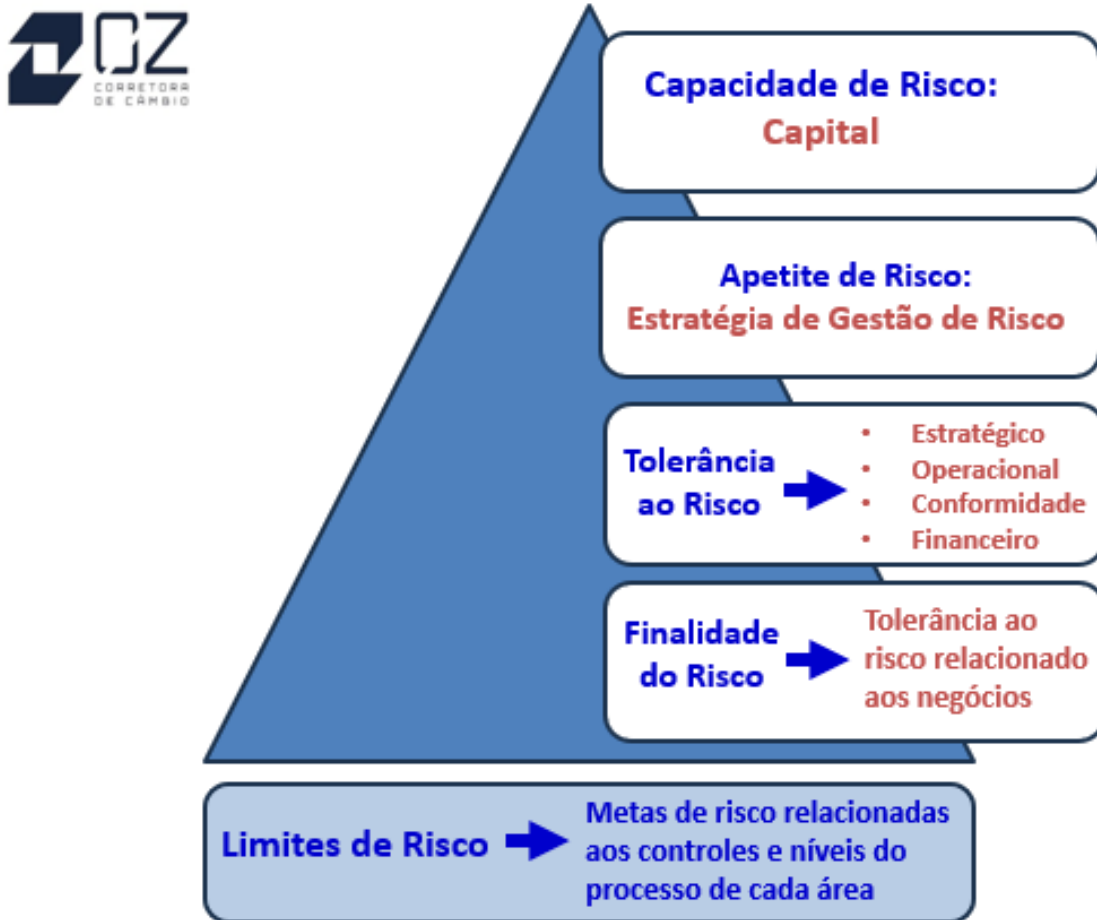 OZ
CORRETORA
DE CÂMBIO
Capacidade de Risco:
Capital
Apetite de Risco:
Estratégia de Gestão de Risco
Tolerância
ao Risco
• Estratégico
• Operacional
• Conformidade
• Financeiro
Finalidade
do Risco
Tolerância ao
risco relacionado
aos negócios
Limites de Risco
Metas de risco relacionadas
aos controles e níveis do
processo de cada área